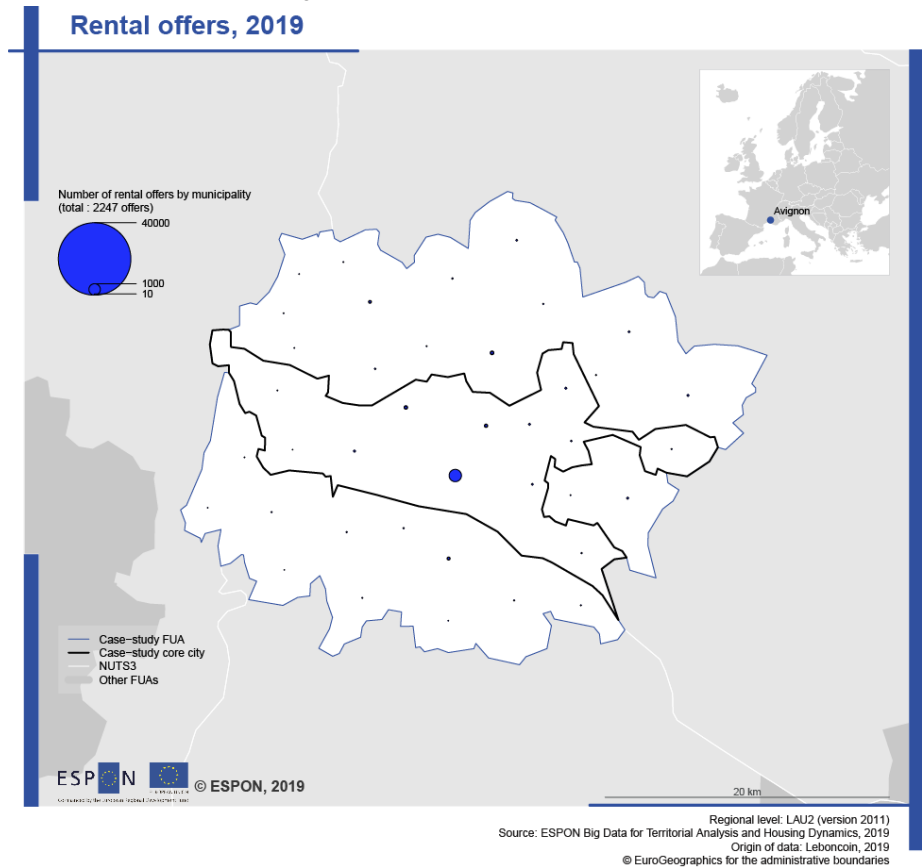 Rental offers, 2019
Avignon
Number of rental offers by municipality
(total : 2247 offers)
40000
1000
10
Case−study FUA
Case−study core city
NUTS3
Other FUAs
ESPON
© ESPON, 2019
20 km
Regional level: LAU2 (version 2011)
Source: ESPON Big Data for Territorial Analysis and Housing Dynamics, 2019
Origin of data: Leboncoin, 2019
© EuroGeographics for the administrative boundaries